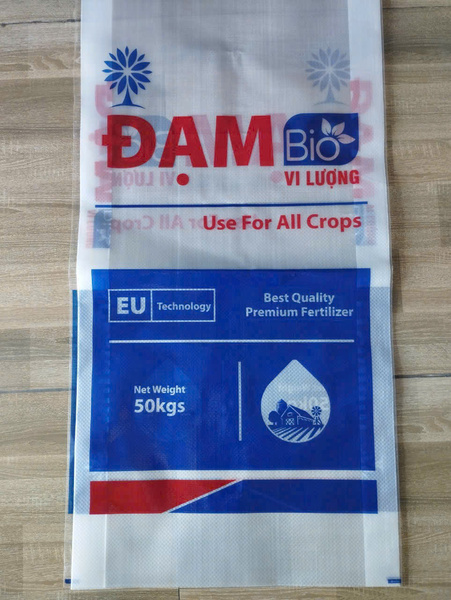 ĐẠM Bio
VI LƯỢNG
Use For All Crops
EU Technology
Best Quality
Premium Fertilizer
Net Weight
50kgs